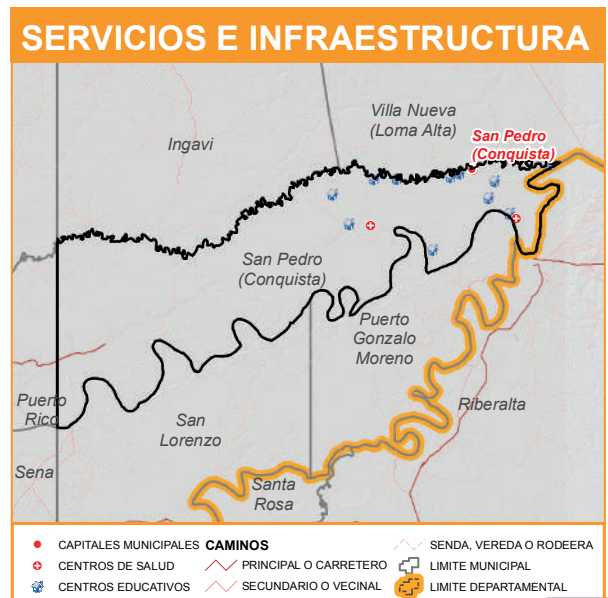 SERVICIOS E INFRAESTRUCTURA
Villa Nueva
(Loma Alta)
Ingavi
San Pedro
(Conquista)
San Pedro
(Conquista)
Puerto
Gonzalo
Moreno
Puerto
Rico
San
Lorenzo
Riberalta
Sena
Santa
Rosa
CAPITALES MUNICIPALES
CENTROS DE SALUD
CENTROS EDUCATIVOS
CAMINOS
PRINCIPAL O CARRETERO
SECUNDARIO O VECINAL
SENDA, VEREDA O RODEERA
LIMITE MUNICIPAL
LIMITE DEPARTAMENTAL